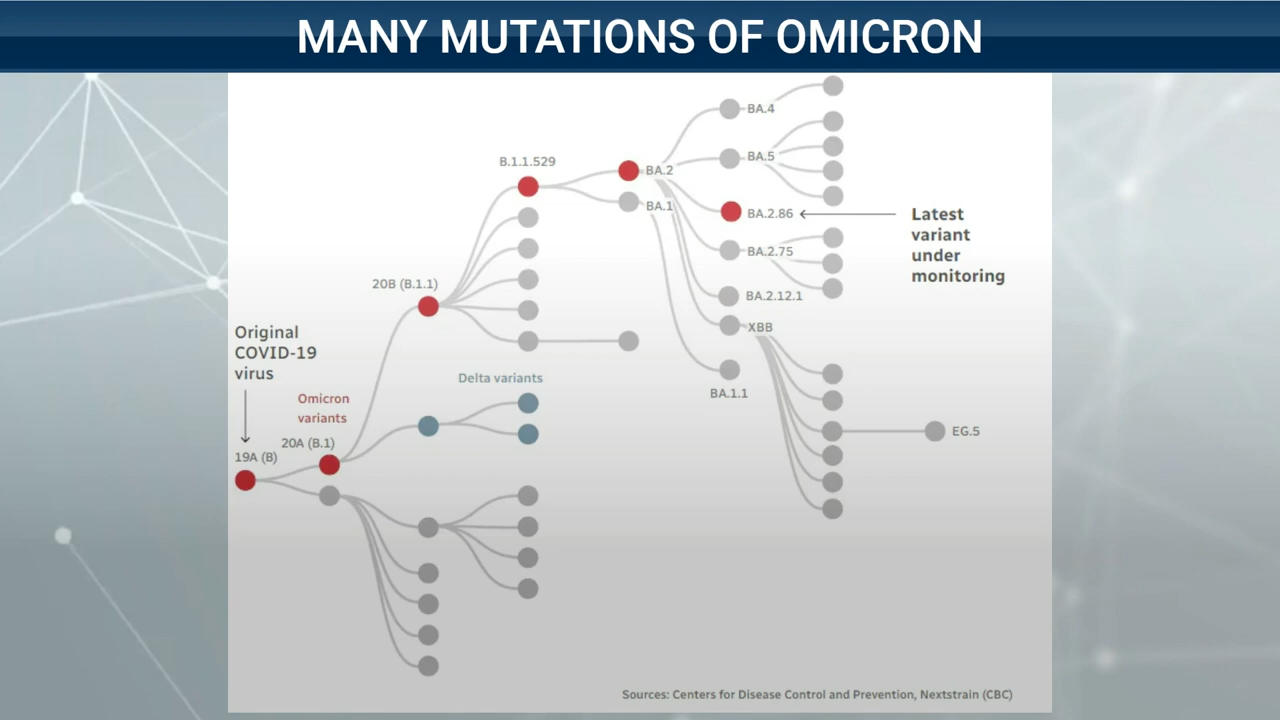 MANY MUTATIONS OF OMICRON
BA.4
B.1.1.529
BA.5
BA.2
BA.1
BA.2.86
Latest
variant
under
monitoring
BA.2.75
20B (B.1.1)
BA.2.12.1
XBB
Original
COVID-19
virus
Delta variants
BA.1.1
Omicron
variants
EG.5
20A (B.1)
19A (B)
Sources: Centers for Disease Control and Prevention, Nextstrain (CBC)